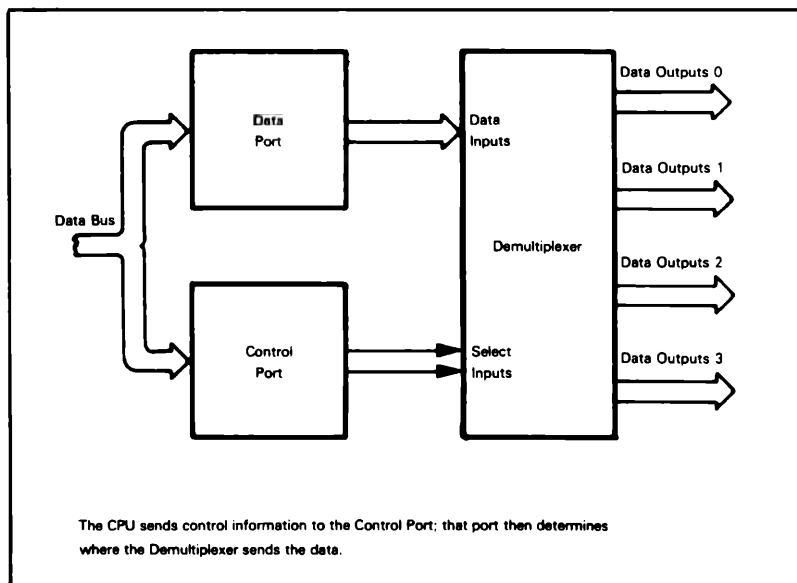 Data Bus
Data
Port
Control
Port
Data
Inputs
Demultiplexer
Select
Inputs
Data Outputs 0
Data Outputs 1
Data Outputs 2
Data Outputs 3
The CPU sends control information to the Control Port; that port then determines
where the Demultiplexer sends the data.